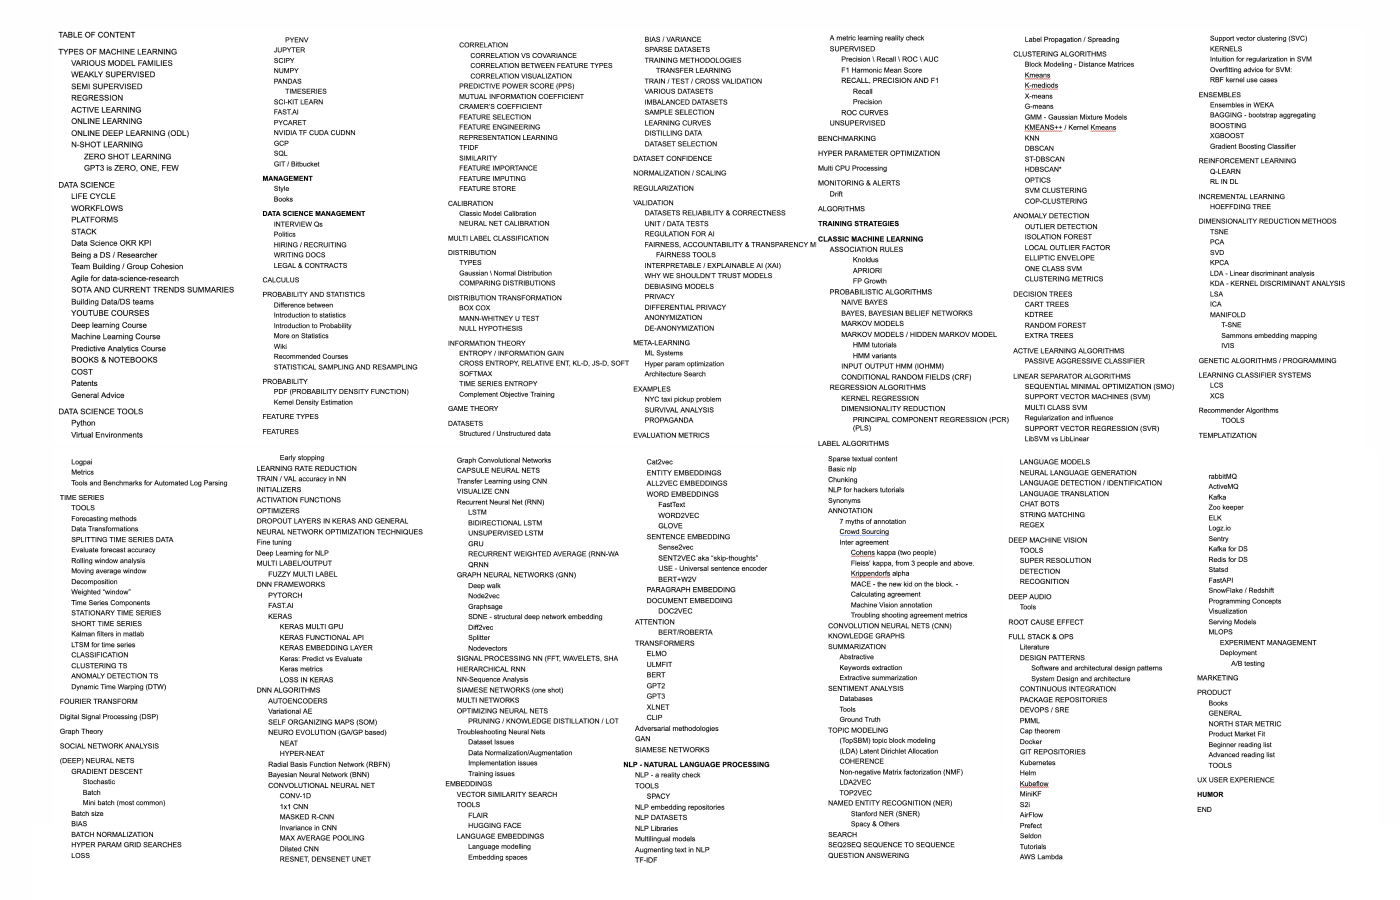 TABLE OF CONTENT
TYPES OF MACHINE LEARNING
VARIOUS MODEL FAMILIES
WEAKLY SUPERVISED
SEMI SUPERVISED
REGRESSION
ACTIVE LEARNING
ONLINE LEARNING
ONLINE DEEP LEARNING (ODL)
N-SHOT LEARNING
ZERO SHOT LEARNING
GPT3 is ZERO, ONE, FEW
DATA SCIENCE
LIFE CYCLE
WORKFLOWS
PLATFORMS
STACK
Data Science OKR KPI
Being a DS / Researcher
Team Building / Group Cohesion
Agile for data-science-research
SOTA AND CURRENT TRENDS SUMMARIES
Building Data/DS teams
YOUTUBE COURSES
Deep learning Course
Machine Learning Course
Predictive Analytics Course
BOOKS & NOTEBOOKS
COST
Patents
General Advice
DATA SCIENCE TOOLS
Python
Virtual Environments
PYENV
JUPYTER
SCIPY
NUMPY
PANDAS
TIMESERIES
SCI-KIT LEARN
FAST.AI
PYCARET
NVIDIA TF CUDA CUDNN
GCP
SQL
GIT / Bitbucket
MANAGEMENT
Style
Books
DATA SCIENCE MANAGEMENT
INTERVIEW Qs
Politics
HIRING / RECRUITING
WRITING DOCS
LEGAL & CONTRACTS
CALCULUS
PROBABILITY AND STATISTICS
Difference between
Introduction to statistics
Introduction to Probability
More on Statistics
Wiki
Recommended Courses
STATISTICAL SAMPLING AND RESAMPLING
PROBABILITY
PDF (PROBABILITY DENSITY FUNCTION)
Kernel Density Estimation
FEATURE TYPES
FEATURES
CORRELATION
CORRELATION VS COVARIANCE
CORRELATION BETWEEN FEATURE TYPES
CORRELATION VISUALIZATION
PREDICTIVE POWER SCORE (PPS)
MUTUAL INFORMATION COEFFICIENT
CRAMER'S COEFFICIENT
FEATURE SELECTION
FEATURE ENGINEERING
REPRESENTATION LEARNING
TFIDF
SIMILARITY
FEATURE IMPORTANCE
FEATURE IMPUTING
FEATURE STORE
CALIBRATION
Classic Model Calibration
NEURAL NET CALIBRATION
MULTI LABEL CLASSIFICATION
DISTRIBUTION
TYPES
Gaussian \ Normal Distribution
COMPARING DISTRIBUTIONS
DISTRIBUTION TRANSFORMATION
BOX COX
MANN-WHITNEY U TEST
NULL HYPOTHESIS
INFORMATION THEORY
ENTROPY / INFORMATION GAIN
CROSS ENTROPY, RELATIVE ENT, KL-D, JS-D, SOFT
SOFTMAX
TIME SERIES ENTROPY
Complement Objective Training
GAME THEORY
DATASETS
Structured / Unstructured data
BIAS / VARIANCE
SPARSE DATASETS
TRAINING METHODOLOGIES
TRANSFER LEARNING
TRAIN / TEST / CROSS VALIDATION
VARIOUS DATASETS
IMBALANCED DATASETS
SAMPLE SELECTION
LEARNING CURVES
DISTILLING DATA
DATASET SELECTION
DATASET CONFIDENCE
NORMALIZATION / SCALING
REGULARIZATION
VALIDATION
DATASETS RELIABILITY & CORRECTNESS
UNIT / DATA TESTS
REGULATION FOR AI
FAIRNESS, ACCOUNTABILITY & TRANSPARENCY M
FAIRNESS TOOLS
INTERPRETABLE / EXPLAINABLE AI (XAI)
WHY WE SHOULDN'T TRUST MODELS
DEBIASING MODELS
PRIVACY
DIFFERENTIAL PRIVACY
ANONYMIZATION
DE-ANONYMIZATION
META-LEARNING
ML Systems
Hyper param optimization
Architecture Search
EXAMPLES
NYC taxi pickup problem
SURVIVAL ANALYSIS
PROPAGANDA
EVALUATION METRICS
A metric learning reality check
SUPERVISED
Precision \ Recall \ ROC \ AUC
F1 Harmonic Mean Score
RECALL, PRECISION AND F1
Recall
Precision
ROC CURVES
UNSUPERVISED
BENCHMARKING
HYPER PARAMETER OPTIMIZATION
Multi CPU Processing
MONITORING & ALERTS
Drift
ALGORITHMS
TRAINING STRATEGIES
CLASSIC MACHINE LEARNING
ASSOCIATION RULES
Knoldus
APRIORI
FP Growth
PROBABILISTIC ALGORITHMS
NAIVE BAYES
BAYES, BAYESIAN BELIEF NETWORKS
MARKOV MODELS
MARKOV MODELS / HIDDEN MARKOV MODEL
HMM tutorials
HMM variants
INPUT OUTPUT HMM (IOHMM)
CONDITIONAL RANDOM FIELDS (CRF)
REGRESSION ALGORITHMS
KERNEL REGRESSION
DIMENSIONALITY REDUCTION
PRINCIPAL COMPONENT REGRESSION (PCR)
(PLS)
LABEL ALGORITHMS
Label Propagation / Spreading
CLUSTERING ALGORITHMS
Block Modeling - Distance Matrices
Kmeans
K-mediods
X-means
G-means
GMM - Gaussian Mixture Models
KMEANS++ / Kernel Kmeans
KNN
DBSCAN
ST-DBSCAN
HDBSCAN*
OPTICS
SVM CLUSTERING
COP-CLUSTERING
ANOMALY DETECTION
OUTLIER DETECTION
ISOLATION FOREST
LOCAL OUTLIER FACTOR
ELLIPTIC ENVELOPE
ONE CLASS SVM
CLUSTERING METRICS
DECISION TREES
CART TREES
KDTREE
RANDOM FOREST
EXTRA TREES
ACTIVE LEARNING ALGORITHMS
PASSIVE AGGRESSIVE CLASSIFIER
LINEAR SEPARATOR ALGORITHMS
SEQUENTIAL MINIMAL OPTIMIZATION (SMO)
SUPPORT VECTOR MACHINES (SVM)
MULTI CLASS SVM
Regularization and influence
SUPPORT VECTOR REGRESSION (SVR)
LibSVM vs LibLinear
Support vector clustering (SVC)
KERNELS
Intuition for regularization in SVM
Overfitting advice for SVM:
RBF kernel use cases
ENSEMBLES
Ensembles in WEKA
BAGGING - bootstrap aggregating
BOOSTING
XGBOOST
Gradient Boosting Classifier
REINFORCEMENT LEARNING
Q-LEARN
RL IN DL
INCREMENTAL LEARNING
HOEFFDING TREE
DIMENSIONALITY REDUCTION METHODS
TSNE
PCA
SVD
KPCA
LDA - Linear discriminant analysis
KDA - KERNEL DISCRIMINANT ANALYSIS
LSA
ICA
MANIFOLD
T-SNE
Sammons embedding mapping
IVIS
GENETIC ALGORITHMS / PROGRAMMING
LEARNING CLASSIFIER SYSTEMS
LCS
XCS
Recommender Algorithms
TOOLS
TEMPLATIZATION
Logpai
Metrics
Tools and Benchmarks for Automated Log Parsing
TIME SERIES
TOOLS
Forecasting methods
Data Transformations
SPLITTING TIME SERIES DATA
Evaluate forecast accuracy
Rolling window analysis
Moving average window
Decomposition
Weighted "window"
Time Series Components
STATIONARY TIME SERIES
SHORT TIME SERIES
Kalman filters in matlab
LTSM for time series
CLASSIFICATION
CLUSTERING TS
ANOMALY DETECTION TS
Dynamic Time Warping (DTW)
FOURIER TRANSFORM
Digital Signal Processing (DSP)
Graph Theory
SOCIAL NETWORK ANALYSIS
(DEEP) NEURAL NETS
GRADIENT DESCENT
Stochastic
Batch
Mini batch (most common)
Batch size
BIAS
BATCH NORMALIZATION
HYPER PARAM GRID SEARCHES
LOSS
Early stopping
LEARNING RATE REDUCTION
TRAIN / VAL accuracy in NN
INITIALIZERS
ACTIVATION FUNCTIONS
OPTIMIZERS
DROPOUT LAYERS IN KERAS AND GENERAL
NEURAL NETWORK OPTIMIZATION TECHNIQUES
Fine tuning
Deep Learning for NLP
MULTI LABEL/OUTPUT
FUZZY MULTI LABEL
DNN FRAMEWORKS
PYTORCH
FAST.AI
KERAS
KERAS MULTI GPU
KERAS FUNCTIONAL API
KERAS EMBEDDING LAYER
Keras: Predict vs Evaluate
Keras metrics
LOSS IN KERAS
DNN ALGORITHMS
AUTOENCODERS
Variational AE
SELF ORGANIZING MAPS (SOM)
NEURO EVOLUTION (GA/GP based)
NEAT
HYPER-NEAT
Radial Basis Function Network (RBFN)
Bayesian Neural Network (BNN)
CONVOLUTIONAL NEURAL NET
CONV-1D
1x1 CNN
MASKED R-CNN
Invariance in CNN
MAX AVERAGE POOLING
Dilated CNN
RESNET, DENSENET UNET
Graph Convolutional Networks
CAPSULE NEURAL NETS
Transfer Learning using CNN
VISUALIZE CNN
Recurrent Neural Net (RNN)
LSTM
BIDIRECTIONAL LSTM
UNSUPERVISED LSTM
GRU
RECURRENT WEIGHTED AVERAGE (RNN-WA
QRNN
GRAPH NEURAL NETWORKS (GNN)
Deep walk
Node2vec
Graphsage
SDNE - structural deep network embedding
Diff2vec
Splitter
Nodevectors
SIGNAL PROCESSING NN (FFT, WAVELETS, SHA
HIERARCHICAL RNN
NN-Sequence Analysis
SIAMESE NETWORKS (one shot)
MULTI NETWORKS
OPTIMIZING NEURAL NETS
PRUNING / KNOWLEDGE DISTILLATION / LOT
Troubleshooting Neural Nets
Dataset Issues
Data Normalization/Augmentation
Implementation issues
Training issues
EMBEDDINGS
VECTOR SIMILARITY SEARCH
TOOLS
FLAIR
HUGGING FACE
LANGUAGE EMBEDDINGS
Language modelling
Embedding spaces
Cat2vec
ENTITY EMBEDDINGS
ALL2VEC EMBEDDINGS
WORD EMBEDDINGS
FastText
WORD2VEC
GLOVE
SENTENCE EMBEDDING
Sense2vec
SENT2VEC aka "skip-thoughts"
USE - Universal sentence encoder
BERT+W2V
PARAGRAPH EMBEDDING
DOCUMENT EMBEDDING
DOC2VEC
ATTENTION
BERT/ROBERTA
TRANSFORMERS
ELMO
ULMFIT
BERT
GPT2
GPT3
XLNET
CLIP
Adversarial methodologies
GAN
SIAMESE NETWORKS
NLP - NATURAL LANGUAGE PROCESSING
NLP - a reality check
TOOLS
SPACY
NLP embedding repositories
NLP DATASETS
NLP Libraries
Multilingual models
Augmenting text in NLP
TF-IDF
Sparse textual content
Basic nlp
Chunking
NLP for hackers tutorials
Synonyms
ANNOTATION
7 myths of annotation
Crowd Sourcing
Inter agreement
Cohens kappa (two people)
Fleiss' kappa, from 3 people and above.
Krippendorfs alpha
MACE - the new kid on the block. -
Calculating agreement
Machine Vision annotation
Troubling shooting agreement metrics
CONVOLUTION NEURAL NETS (CNN)
KNOWLEDGE GRAPHS
SUMMARIZATION
Abstractive
Keywords extraction
Extractive summarization
SENTIMENT ANALYSIS
Databases
Tools
Ground Truth
TOPIC MODELING
(TopSBM) topic block modeling
(LDA) Latent Dirichlet Allocation
COHERENCE
Non-negative Matrix factorization (NMF)
LDA2VEC
TOP2VEC
NAMED ENTITY RECOGNITION (NER)
Stanford NER (SNER)
Spacy & Others
SEARCH
SEQ2SEQ SEQUENCE TO SEQUENCE
QUESTION ANSWERING
LANGUAGE MODELS
NEURAL LANGUAGE GENERATION
LANGUAGE DETECTION / IDENTIFICATION
LANGUAGE TRANSLATION
CHAT BOTS
STRING MATCHING
REGEX
DEEP MACHINE VISION
TOOLS
SUPER RESOLUTION
DETECTION
RECOGNITION
DEEP AUDIO
Tools
ROOT CAUSE EFFECT
FULL STACK & OPS
Literature
DESIGN PATTERNS
Software and architectural design patterns
System Design and architecture
CONTINUOUS INTEGRATION
PACKAGE REPOSITORIES
DEVOPS / SRE
PMML
Cap theorem
Docker
GIT REPOSITORIES
Kubernetes
Helm
Kubeflow
MiniKF
S2i
AirFlow
Prefect
Seldon
Tutorials
AWS Lambda
rabbitMQ
ActiveMQ
Kafka
Zoo keeper
ELK
Logz.io
Sentry
Kafka for DS
Redis for DS
Statsd
FastAPI
SnowFlake / Redshift
Programming Concepts
Visualization
Serving Models
MLOPS
EXPERIMENT MANAGEMENT
Deployment
A/B testing
MARKETING
PRODUCT
Books
GENERAL
NORTH STAR METRIC
Product Market Fit
Beginner reading list
Advanced reading list
TOOLS
UX USER EXPERIENCE
HUMOR
END